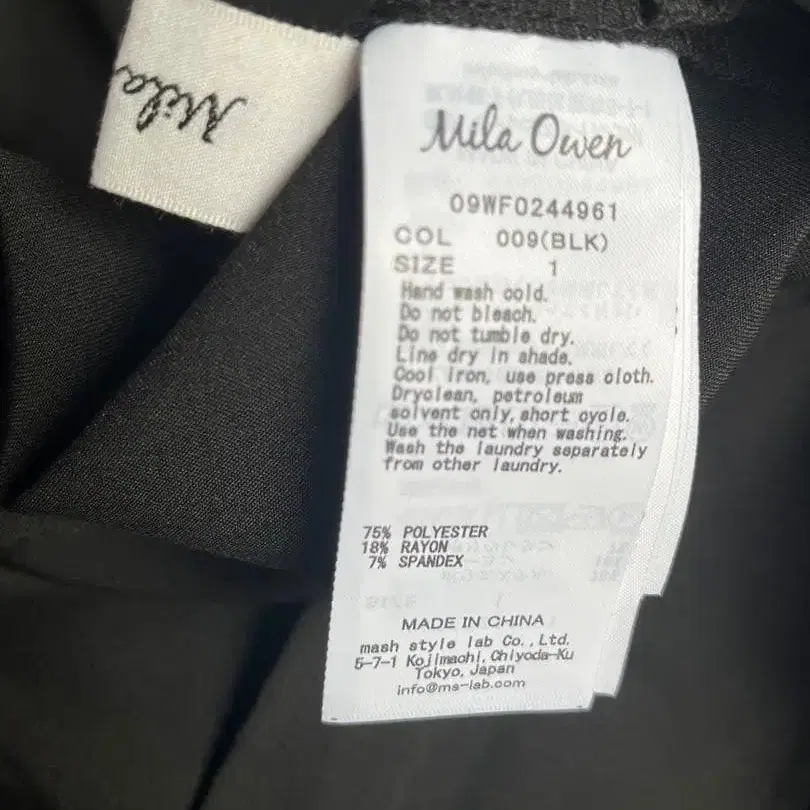 Mila
Mila Owen
09WF0244961
COL 009(BLK)
SIZE 1
Hand wash cold.
Do not bleach.
Do not tumble dry.
Line dry in shade.
Cool iron, use press cloth.
Dryclean, petroleum
solvent only, short cycle.
Use the net when washing.
Wash the laundry separately
from other laundry.
75% POLYESTER
18% RAYON
7% SPANDEX
MADE IN CHINA
mash style lab Co., Ltd.
5-7-1 Kojimachi, Chiyoda-Ku
Tokyo, Japan
info@ms-lab.com